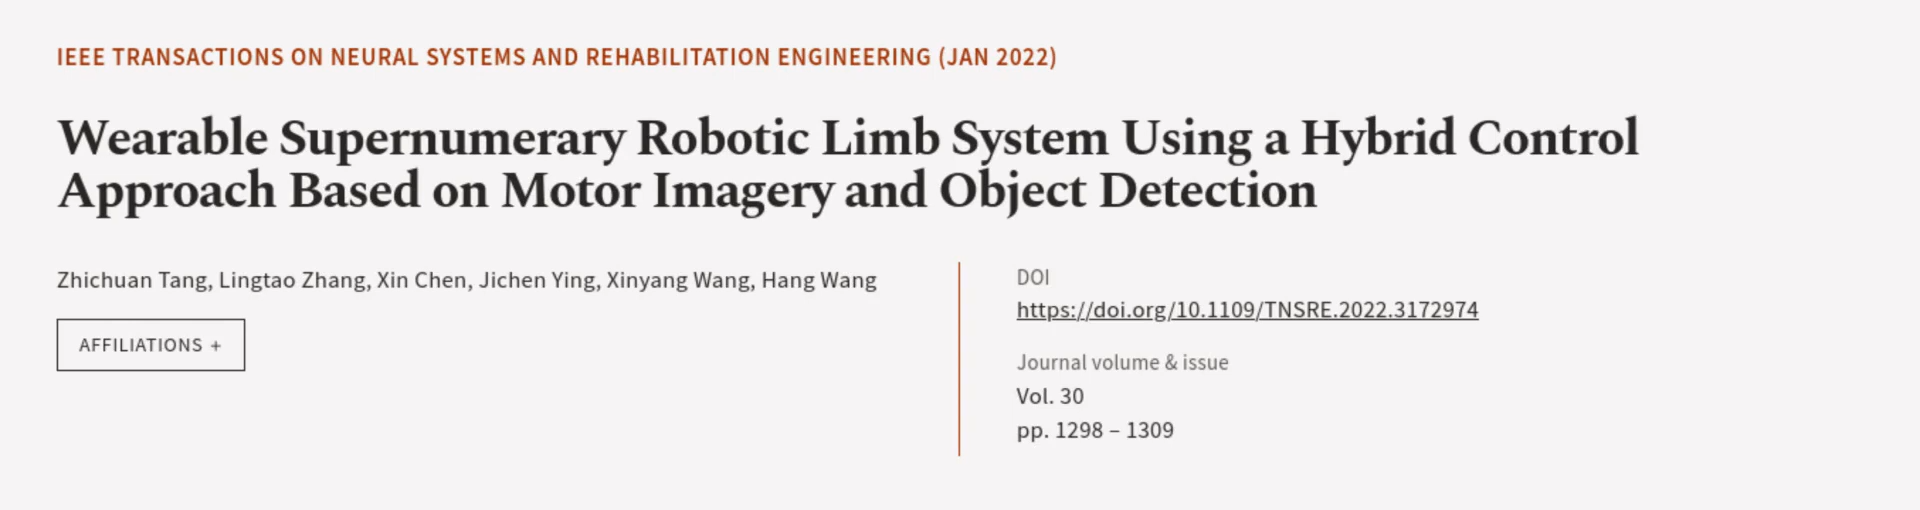 IEEE TRANSACTIONS ON NEURAL SYSTEMS AND REHABILITATION ENGINEERING (JAN 2022)
Wearable Supernumerary Robotic Limb System Using a Hybrid Control
Approach Based on Motor Imagery and Object Detection
Zhichuan Tang, Lingtao Zhang, Xin Chen, Jichen Ying, Xinyang Wang, Hang Wang
AFFILIATIONS +
DOI
https://doi.org/10.1109/TNSRE.2022.3172974
Journal volume & issue
Vol. 30
pp. 1298 – 1309